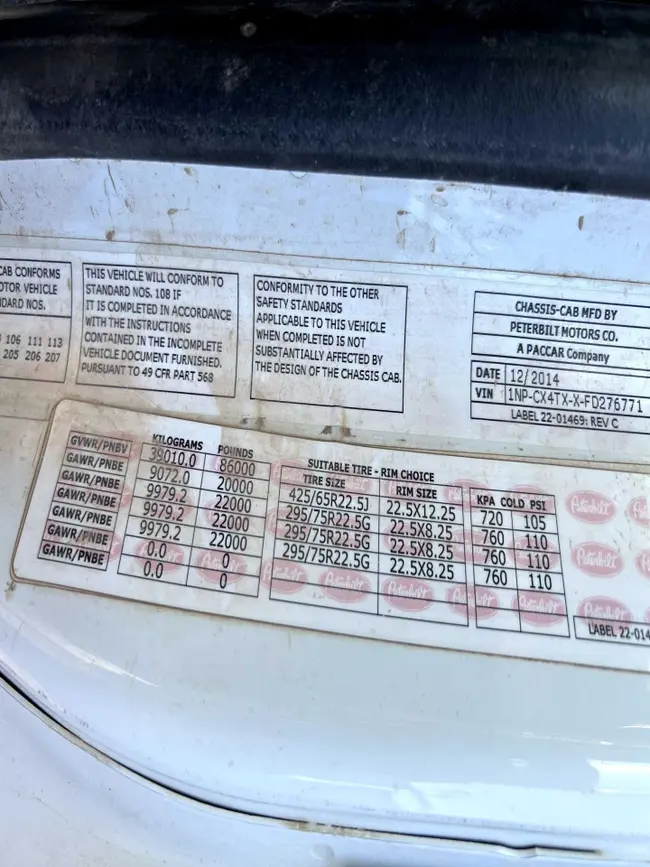 CAB CONFORMS
OTOR VEHICLE
DARD NOS.
106 111 113
205 206 207
THIS VEHICLE WILL CONFORM TO
STANDARD NOS. 108 IF
IT IS COMPLETED IN ACCORDANCE
WITH THE INSTRUCTIONS
CONTAINED IN THE INCOMPLETE
VEHICLE DOCUMENT FURNISHED.
PURSUANT TO 49 CFR PART 568
CONFORMITY TO THE OTHER
SAFETY STANDARDS
APPLICABLE TO THIS VEHICLE
WHEN COMPLETED IS NOT
SUBSTANTIALLY AFFECTED BY
THE DESIGN OF THE CHASSIS CAB.
CHASSIS-CAB MFD BY
PETERBILT MOTORS CO.
A PACCAR Company
DATE 12/2014
VIN 1NP-CX4TX-X-FD276771
LABEL 22-01469: REV C
KILOGRAMS POUNDS
GVWR/PNBV 39010.0 86000
GAWR/PNBE 9072.0 20000
GAWR/PNBE 9979.2 22000
GAWR/PNBE 9979.2 22000
GAWR/PNBE 9979.2 22000
GAWR/PNBE 0.0 0
GAWR/PNBE 0.0 0
SUITABLE TIRE - RIM CHOICE
TIRE SIZE RIM SIZE KPA COLD PSI
425/65R22.5J 22.5X12.25 720 105
295/75R22.5G 22.5X8.25 760 110
295/75R22.5G 22.5X8.25 760 110
295/75R22.5G 22.5X8.25 760 110
Peterbilt
LABEL 22-014